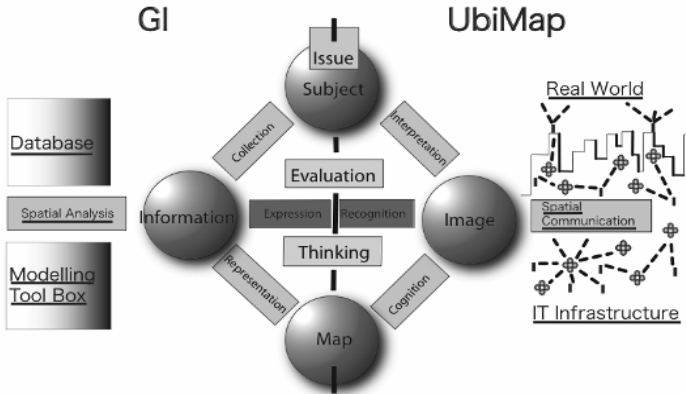 GI
UbiMap
Issue
Subject
Real World
Collection
Interpretation
Database
Evaluation
Spatial Analysis
Information
Expression
Recognition
Image
Spatial
Communication
Thinking
Modelling
Tool Box
Representation
Cognition
IT Infrastructure
Map